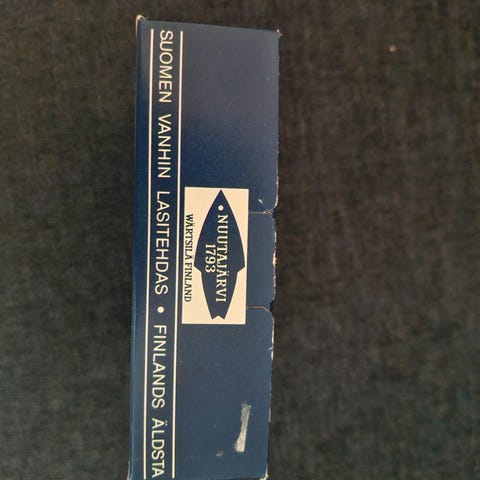 SUOMEN VANHIN LASITEHDAS • FINLANDS ÄLDSTA
• NUUTAJÄRVI
1793
WÄRTSILÄ FINLAND